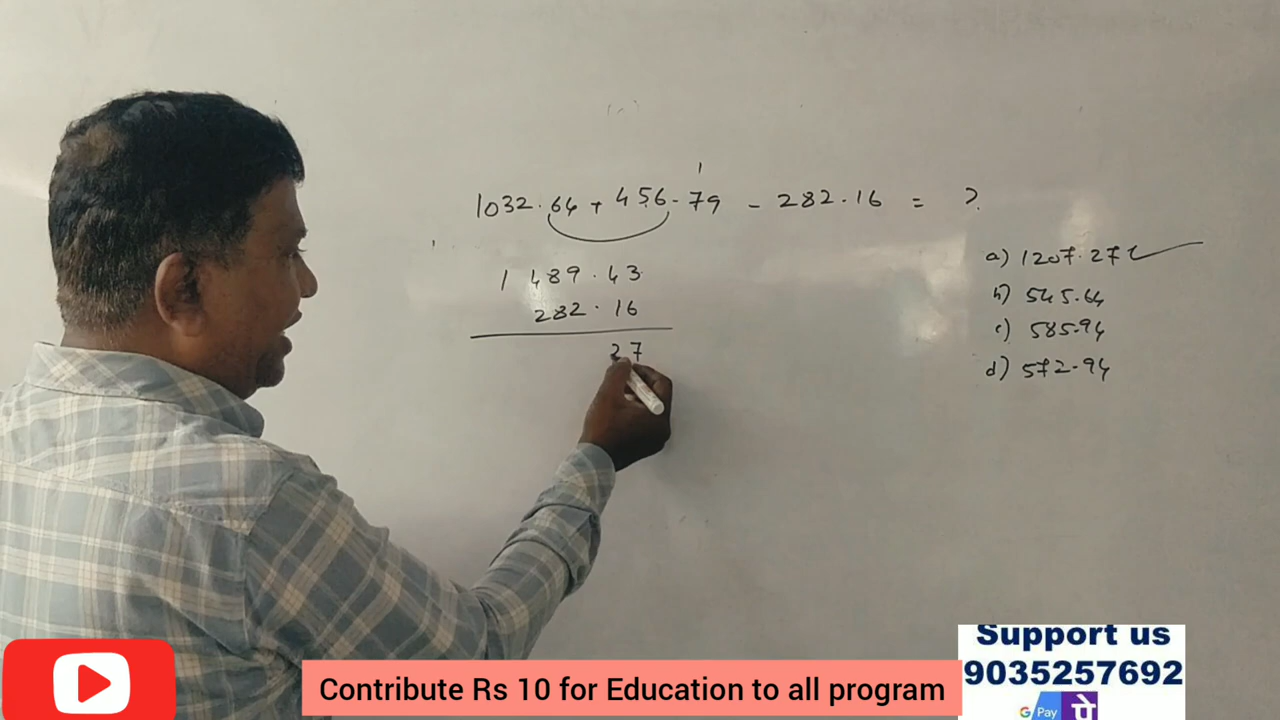 1
1032.64 + 456.79 - 282.16 = ?
1489.43
282.16
27
a) 1207.27 ✓
b) 545.64
c) 585.94
d) 572.94
Support us
9035257692
G Pay
Contribute Rs 10 for Education to all program